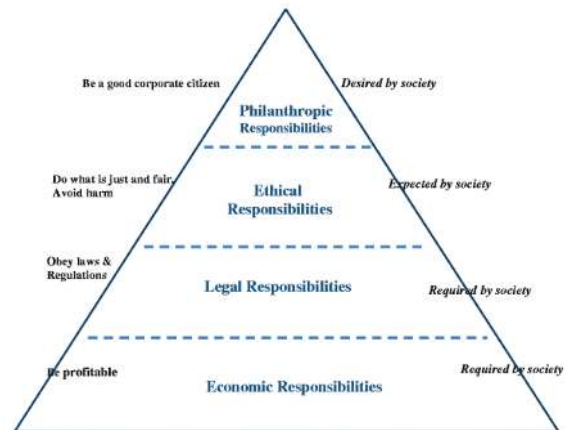 Be a good corporate citizen
Desired by society
Philanthropic
Responsibilities
Do what is just and fair,
Avoid harm
Expected by society
Ethical
Responsibilities
Obey laws &
Regulations
Legal Responsibilities
Required by society
Be profitable
Required by society
Economic Responsibilities